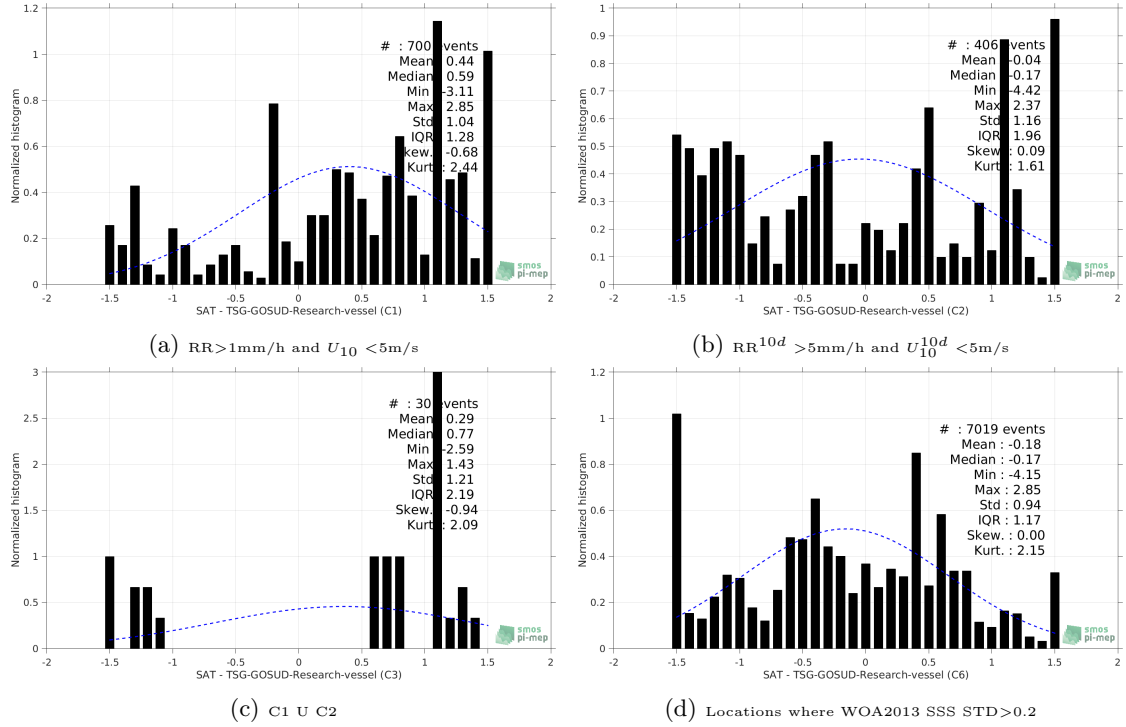 1.2
1
0.8
0.6
0.4
0.2
0
Normalized histogram
# : 700 events
Mean : 0.44
Median : 0.59
Min : -3.11
Max : 2.85
Std : 1.04
IQR : 1.28
Skew. : -0.68
Kurt. : 2.44
smos
pi-mep
-2 -1.5 -1 -0.5 0 0.5 1 1.5 2
SAT - TSG-GOSUD-Research-vessel (C1)
(a) RR>1mm/h and U10 <5m/s
1
0.9
0.8
0.7
0.6
0.5
0.4
0.3
0.2
0.1
0
Normalized histogram
# : 406 events
Mean : -0.04
Median : -0.17
Min : -4.42
Max : 2.37
Std : 1.16
IQR : 1.96
Skew. : 0.09
Kurt. : 1.61
smos
pi-mep
-2 -1.5 -1 -0.5 0 0.5 1 1.5 2
SAT - TSG-GOSUD-Research-vessel (C2)
(b) RR10d >5mm/h and U10d10 <5m/s
3
2.5
2
1.5
1
0.5
0
Normalized histogram
# : 30 events
Mean : 0.29
Median : 0.77
Min : -2.59
Max : 1.43
Std : 1.21
IQR : 2.19
Skew. : -0.94
Kurt. : 2.09
smos
pi-mep
-2 -1.5 -1 -0.5 0 0.5 1 1.5 2
SAT - TSG-GOSUD-Research-vessel (C3)
(c) C1 U C2
1.2
1
0.8
0.6
0.4
0.2
0
Normalized histogram
# : 7019 events
Mean : -0.18
Median : -0.17
Min : -4.15
Max : 2.85
Std : 0.94
IQR : 1.17
Skew. : 0.00
Kurt. : 2.15
smos
pi-mep
-2 -1.5 -1 -0.5 0 0.5 1 1.5 2
SAT - TSG-GOSUD-Research-vessel (C6)
(d) Locations where WOA2013 SSS STD>0.2